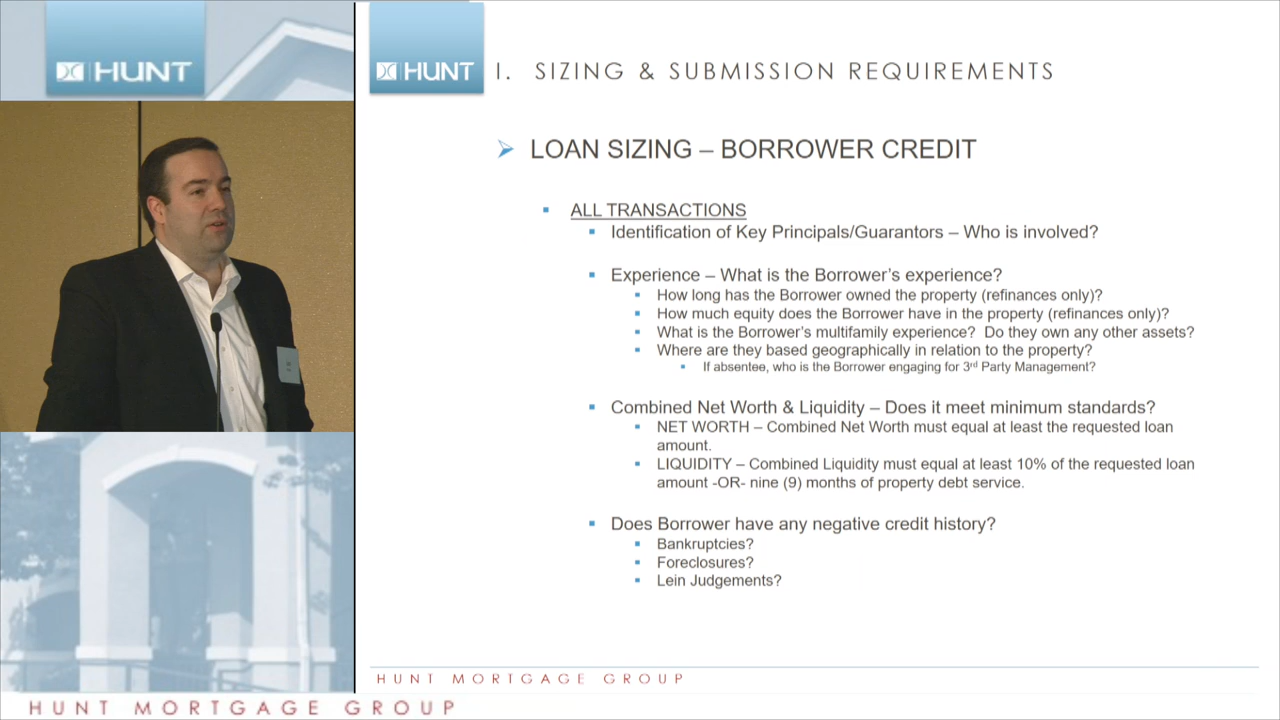 HUNT
HUNT
I. SIZING & SUBMISSION REQUIREMENTS
LOAN SIZING – BORROWER CREDIT
ALL TRANSACTIONS
Identification of Key Principals/Guarantors – Who is involved?
Experience – What is the Borrower's experience?
How long has the Borrower owned the property (refinances only)?
How much equity does the Borrower have in the property (refinances only)?
What is the Borrower's multifamily experience? Do they own any other assets?
Where are they based geographically in relation to the property?
If absentee, who is the Borrower engaging for 3rd Party Management?
Combined Net Worth & Liquidity – Does it meet minimum standards?
NET WORTH – Combined Net Worth must equal at least the requested loan
amount.
LIQUIDITY – Combined Liquidity must equal at least 10% of the requested loan
amount -OR- nine (9) months of property debt service.
Does Borrower have any negative credit history?
Bankruptcies?
Foreclosures?
Lein Judgements?
HUNT MORTGAGE GROUP
HUNT MORTGAGE GROUP